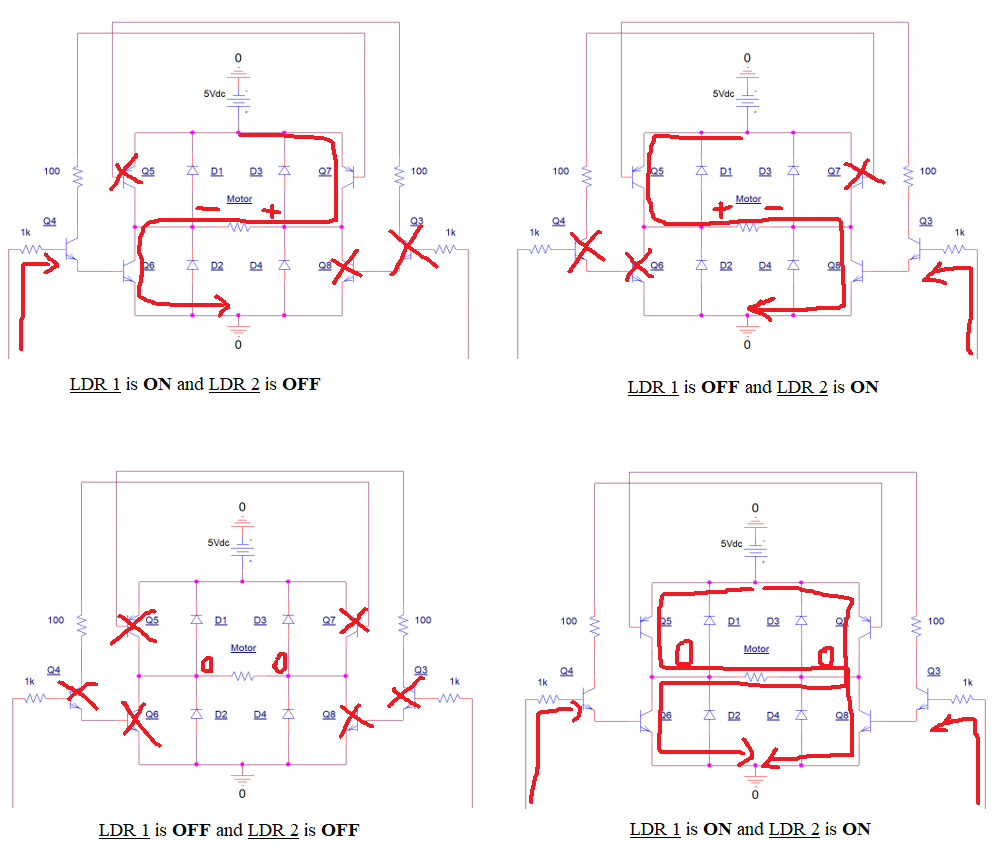 0
5Vdc
100
Q5
D1
D3
Q7
100
Motor
− +
Q4
Q3
1k
1k
Q6
D2
D4
Q8
0
LDR 1 is ON and LDR 2 is OFF
0
5Vdc
100
Q5
D1
D3
Q7
100
Motor
+ −
Q4
Q3
1k
1k
Q6
D2
D4
Q8
0
LDR 1 is OFF and LDR 2 is ON
0
5Vdc
100
Q5
D1
D3
Q7
100
Motor
0 0
Q4
Q3
1k
1k
Q6
D2
D4
Q8
0
LDR 1 is OFF and LDR 2 is OFF
0
5Vdc
100
Q5
D1
D3
Q7
100
Motor
0 0
Q4
Q3
1k
1k
Q6
D2
D4
Q8
0
LDR 1 is ON and LDR 2 is ON